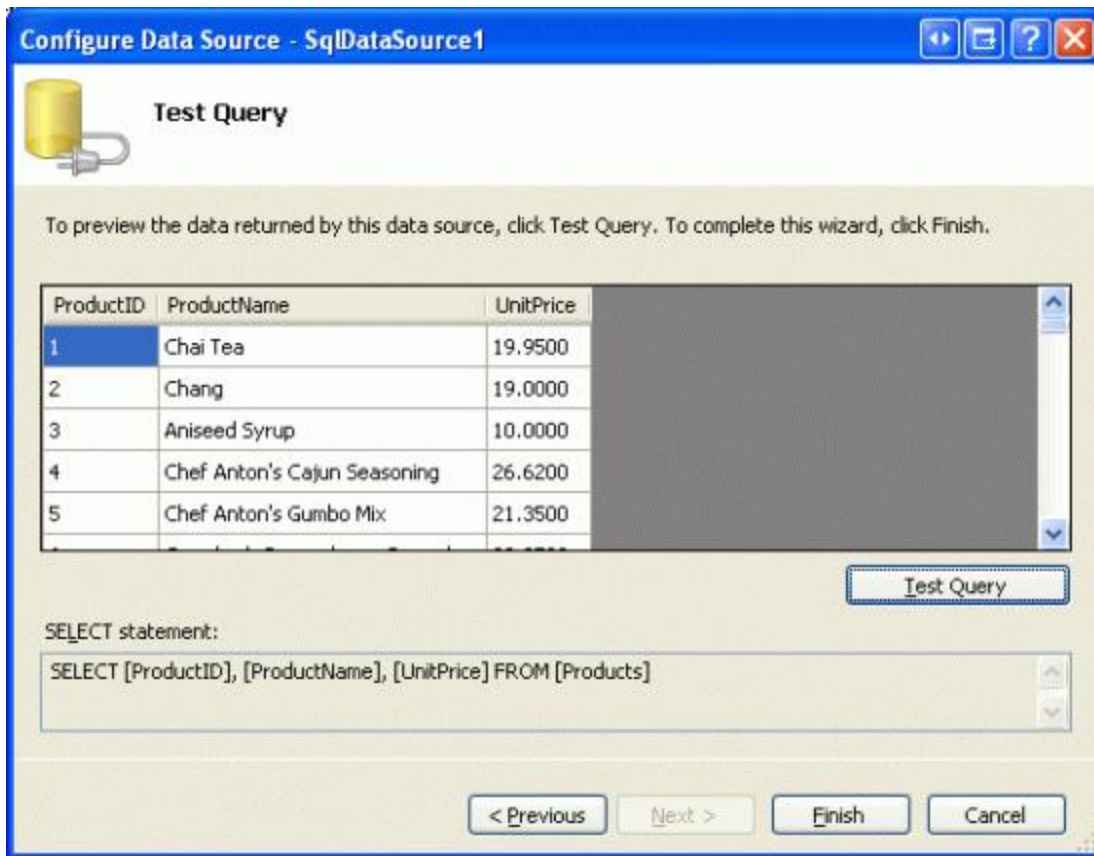 Configure Data Source - SqlDataSource1
Test Query
To preview the data returned by this data source, click Test Query. To complete this wizard, click Finish.
ProductID ProductName UnitPrice
1 Chai Tea 19.9500
2 Chang 19.0000
3 Aniseed Syrup 10.0000
4 Chef Anton's Cajun Seasoning 26.6200
5 Chef Anton's Gumbo Mix 21.3500
Test Query
SELECT statement:
SELECT [ProductID], [ProductName], [UnitPrice] FROM [Products]
< Previous Next > Finish Cancel